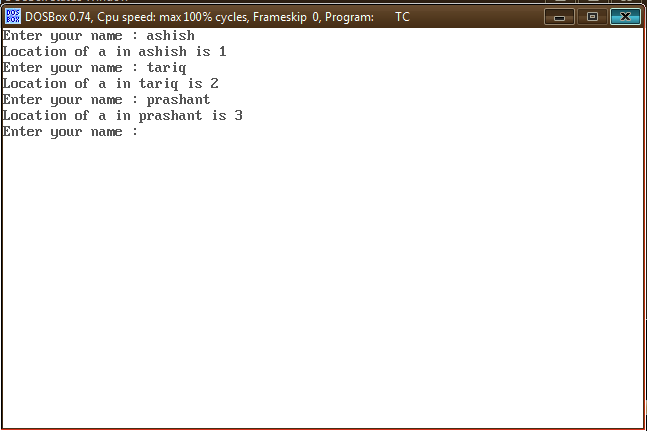 DOS
BOX
DOSBox 0.74, Cpu speed: max 100% cycles, Frameskip 0, Program: TC
Enter your name : ashish
Location of a in ashish is 1
Enter your name : tariq
Location of a in tariq is 2
Enter your name : prashant
Location of a in prashant is 3
Enter your name :